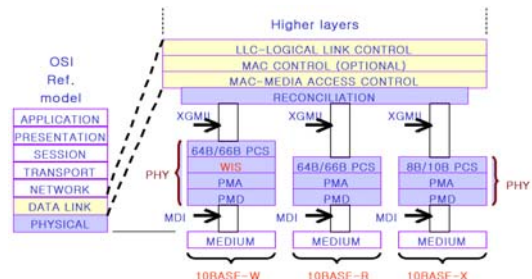 Higher layers
LLC-LOGICAL LINK CONTROL
MAC CONTROL (OPTIONAL)
MAC-MEDIA ACCESS CONTROL
RECONCILIATION
OSI
Ref.
model
APPLICATION
PRESENTATION
SESSION
TRANSPORT
NETWORK
DATA LINK
PHYSICAL
XGMII
XGMII
XGMII
PHY
64B/66B PCS
WIS
PMA
PMD
64B/66B PCS
PMA
PMD
8B/10B PCS
PMA
PMD
PHY
MDI
MDI
MDI
MEDIUM
MEDIUM
MEDIUM
10BASE-W
10BASE-R
10BASE-X